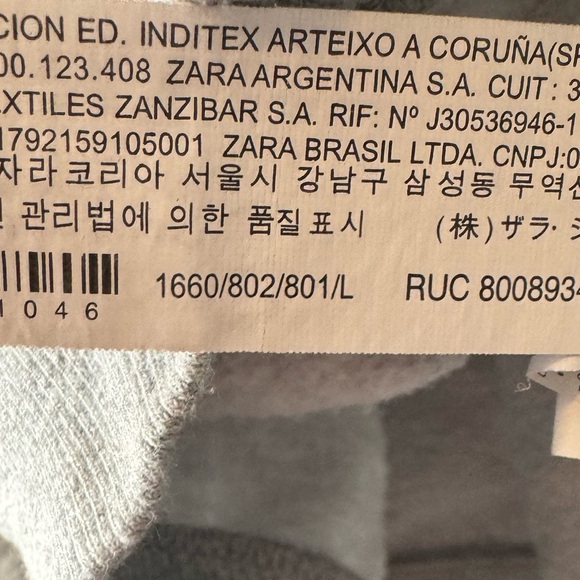 CION ED. INDITEX ARTEIXO A CORUÑA(SP
00.123.408 ZARA ARGENTINA S.A. CUIT: 3
EXTILES ZANZIBAR S.A. RIF: Nº J30536946-1
1792159105001 ZARA BRASIL LTDA. CNPJ:0
자라코리아 서울시 강남구 삼성동 무역센
관리법에 의한 품질표시 (株)ザラ・ジ
1660/802/801/L RUC 8008934
1046